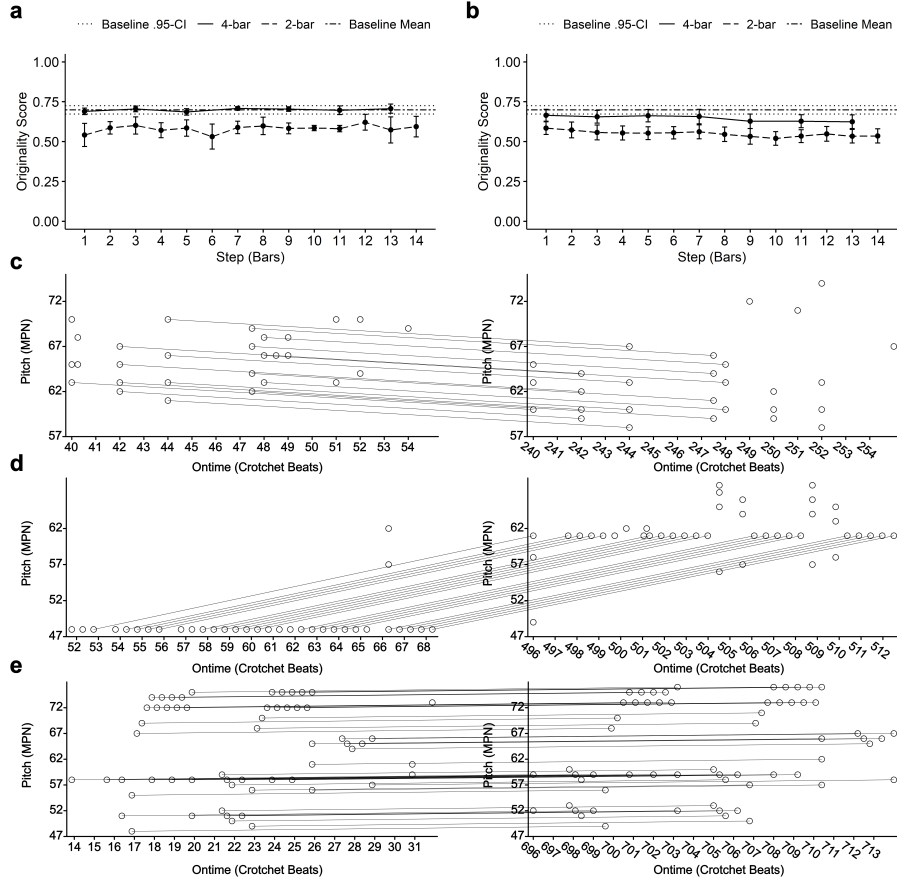 a
b
Baseline .95-CI 4-bar 2-bar Baseline Mean
Baseline .95-CI 4-bar 2-bar Baseline Mean
Originality Score
1.00
0.75
0.50
0.25
0.00
1 2 3 4 5 6 7 8 9 10 11 12 13 14
Step (Bars)
Originality Score
1.00
0.75
0.50
0.25
0.00
1 2 3 4 5 6 7 8 9 10 11 12 13 14
Step (Bars)
c
Pitch (MPN)
72
67
62
57
40 41 42 43 44 45 46 47 48 49 50 51 52 53 54
Ontime (Crotchet Beats)
Pitch (MPN)
72
67
62
57
240 241 242 243 244 245 246 247 248 249 250 251 252 253 254
Ontime (Crotchet Beats)
d
Pitch (MPN)
62
57
52
47
52 53 54 55 56 57 58 59 60 61 62 63 64 65 66 67 68
Ontime (Crotchet Beats)
Pitch (MPN)
62
57
52
47
496 497 498 499 500 501 502 503 504 505 506 507 508 509 510 511 512
Ontime (Crotchet Beats)
e
Pitch (MPN)
72
67
62
57
52
47
14 15 16 17 18 19 20 21 22 23 24 25 26 27 28 29 30 31
Ontime (Crotchet Beats)
Pitch (MPN)
72
67
62
57
52
47
696 697 698 699 700 701 702 703 704 705 706 707 708 709 710 711 712 713
Ontime (Crotchet Beats)